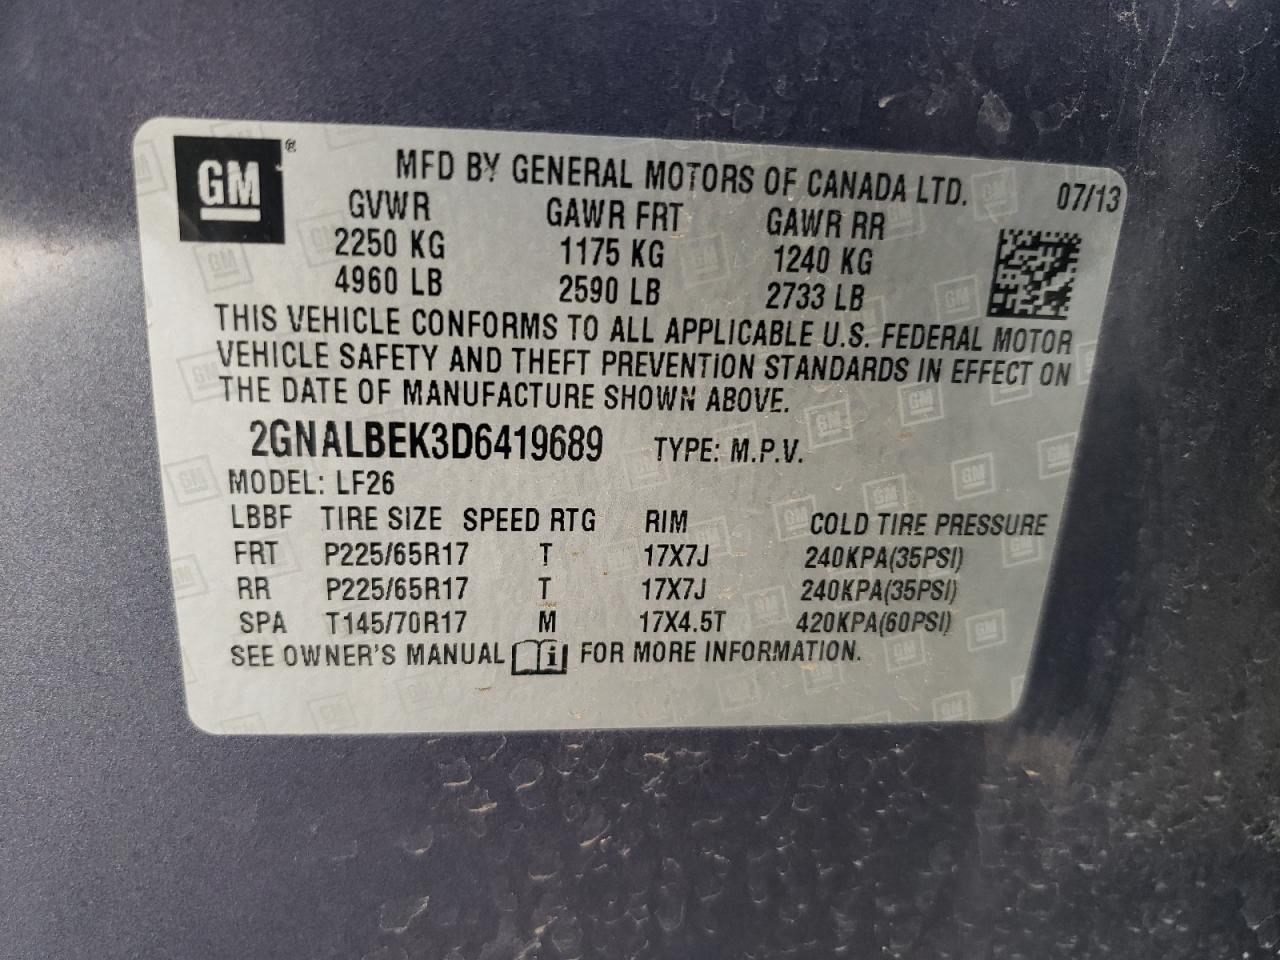 GM ®
MFD BY GENERAL MOTORS OF CANADA LTD. 07/13
GVWR GAWR FRT GAWR RR
2250 KG 1175 KG 1240 KG
4960 LB 2590 LB 2733 LB
THIS VEHICLE CONFORMS TO ALL APPLICABLE U.S. FEDERAL MOTOR
VEHICLE SAFETY AND THEFT PREVENTION STANDARDS IN EFFECT ON
THE DATE OF MANUFACTURE SHOWN ABOVE.
2GNALBEK3D6419689 TYPE: M.P.V.
MODEL: LF26
LBBF TIRE SIZE SPEED RTG RIM COLD TIRE PRESSURE
FRT P225/65R17 T 17X7J 240KPA(35PSI)
RR P225/65R17 T 17X7J 240KPA(35PSI)
SPA T145/70R17 M 17X4.5T 420KPA(60PSI)
SEE OWNER'S MANUAL i FOR MORE INFORMATION.